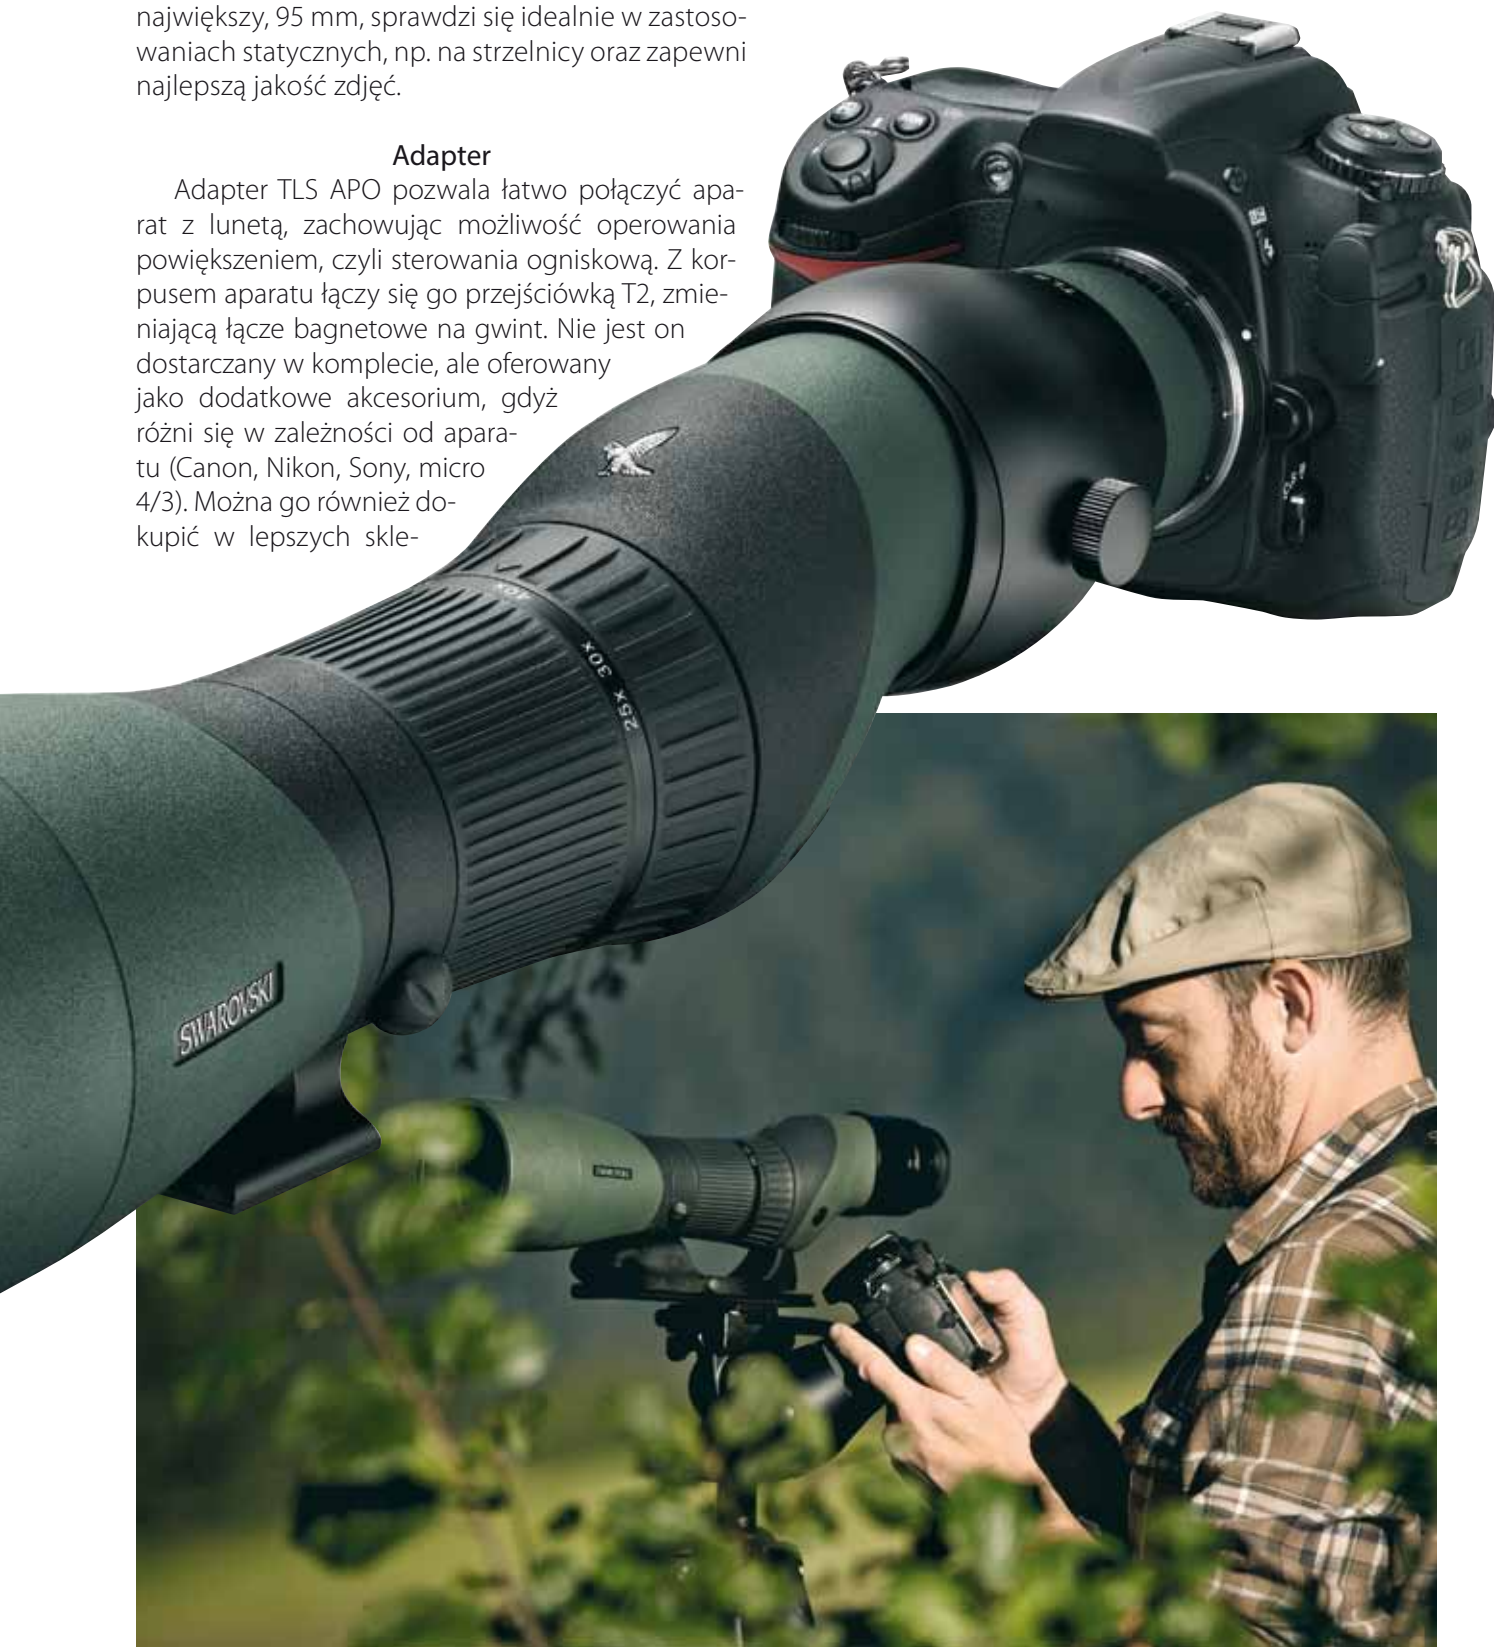 największy, 95 mm, sprawdzi się idealnie w zastoso-
waniach statycznych, np. na strzelnicy oraz zapewni
najlepszą jakość zdjęć.
Adapter
Adapter TLS APO pozwala łatwo połączyć apa-
rat z lunetą, zachowując możliwość operowania
powiększeniem, czyli sterowania ogniskową. Z kor-
pusem aparatu łączy się go przejściówką T2, zmie-
niającą łącze bagnetowe na gwint. Nie jest on
dostarczany w komplecie, ale oferowany
jako dodatkowe akcesorium, gdyż
różni się w zależności od apara-
tu (Canon, Nikon, Sony, micro
4/3). Można go również do-
kupić w lepszych skle-
40x
25x 30x
SWAROVSKI